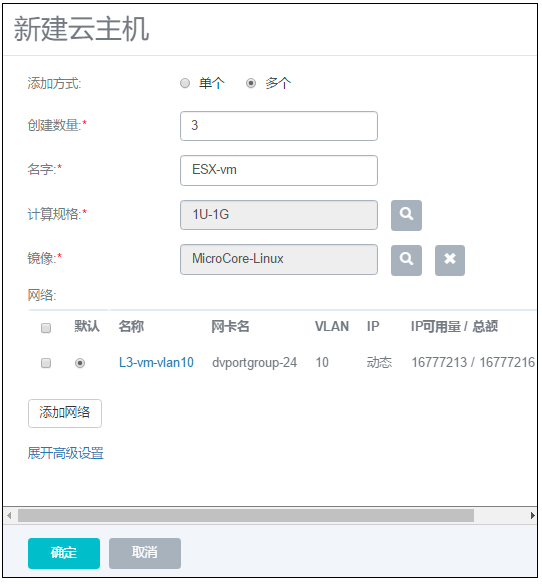 新建云主机
添加方式: 单个 多个
创建数量:* 3
名字:* ESX-vm
计算规格:* 1U-1G
镜像:* MicroCore-Linux
网络:
默认 名称 网卡名 VLAN IP IP可用量 / 总额
L3-vm-vlan10 dvportgroup-24 10 动态 16777213 / 16777216
添加网络
展开高级设置
确定 取消